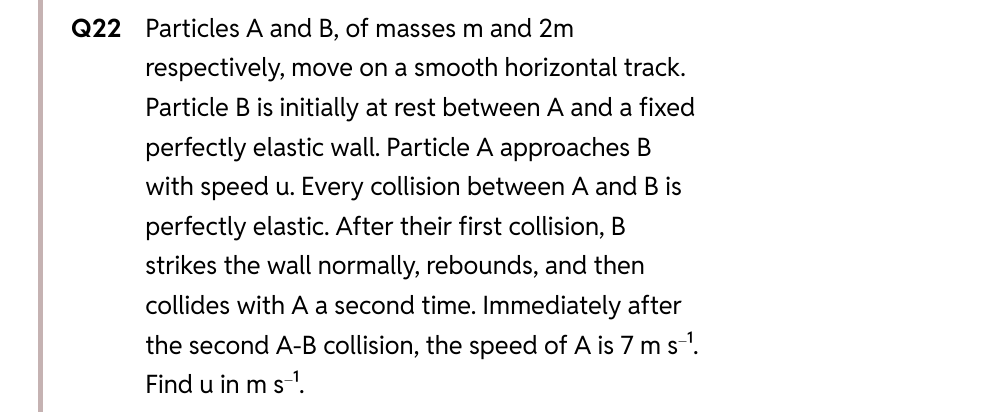 Q22 Particles A and B, of masses m and 2m
respectively, move on a smooth horizontal track.
Particle B is initially at rest between A and a fixed
perfectly elastic wall. Particle A approaches B
with speed u. Every collision between A and B is
perfectly elastic. After their first collision, B
strikes the wall normally, rebounds, and then
collides with A a second time. Immediately after
the second A-B collision, the speed of A is 7 m s⁻¹.
Find u in m s⁻¹.